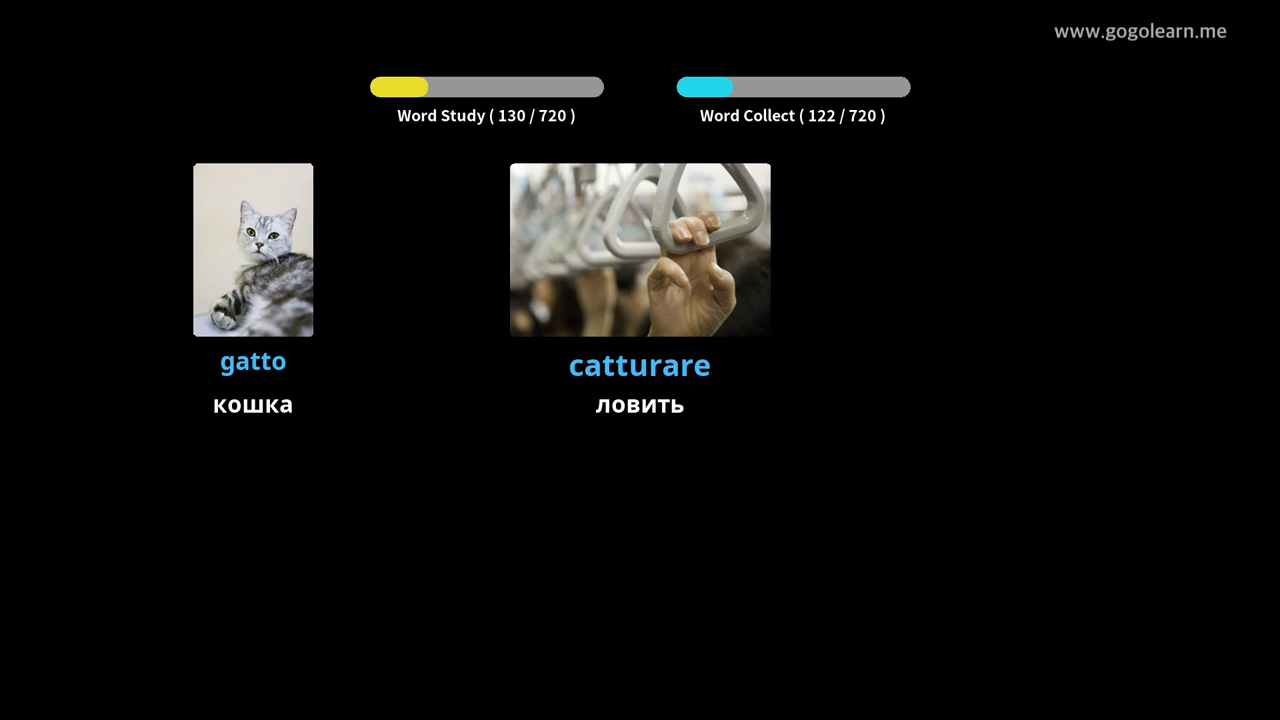 www.gogolearn.me
Word Study ( 130 / 720 )
Word Collect ( 122 / 720 )
gatto
catturare
кошка
ловить